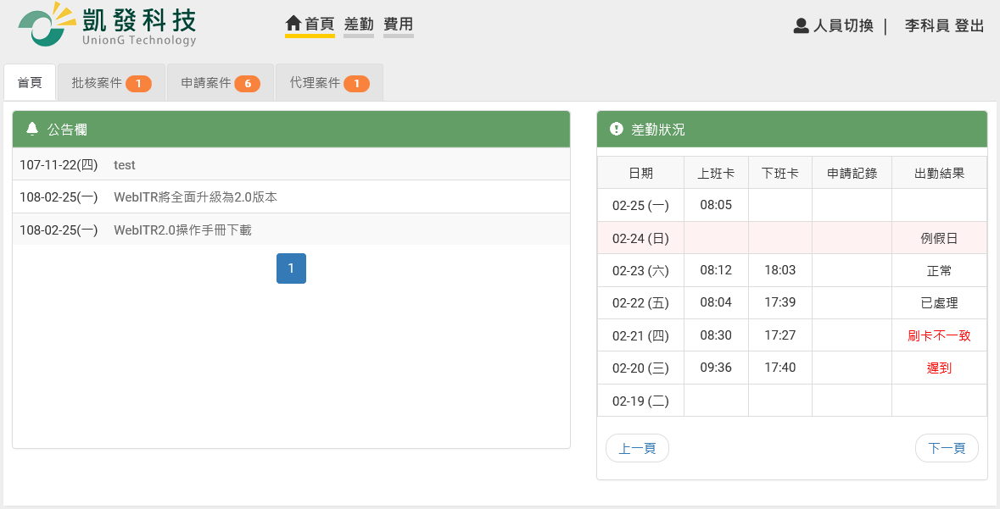 凱發科技
UnionG Technology
首頁 差勤 費用
人員切換 | 李科員 登出
首頁 批核案件 1 申請案件 6 代理案件 1
公告欄
107-11-22(四) test
108-02-25(一) WebITR將全面升級為2.0版本
108-02-25(一) WebITR2.0操作手冊下載
1
差勤狀況
日期 上班卡 下班卡 申請記錄 出勤結果
02-25 (一) 08:05
02-24 (日) 例假日
02-23 (六) 08:12 18:03 正常
02-22 (五) 08:04 17:39 已處理
02-21 (四) 08:30 17:27 刷卡不一致
02-20 (三) 09:36 17:40 遲到
02-19 (二)
上一頁 下一頁